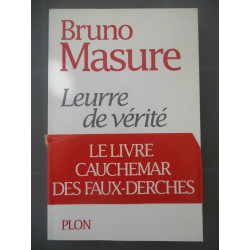 Bruno
Masure
Leurre
de vérité
LE LIVRE
CAUCHEMAR
DES FAUX-DERCHES
PLON